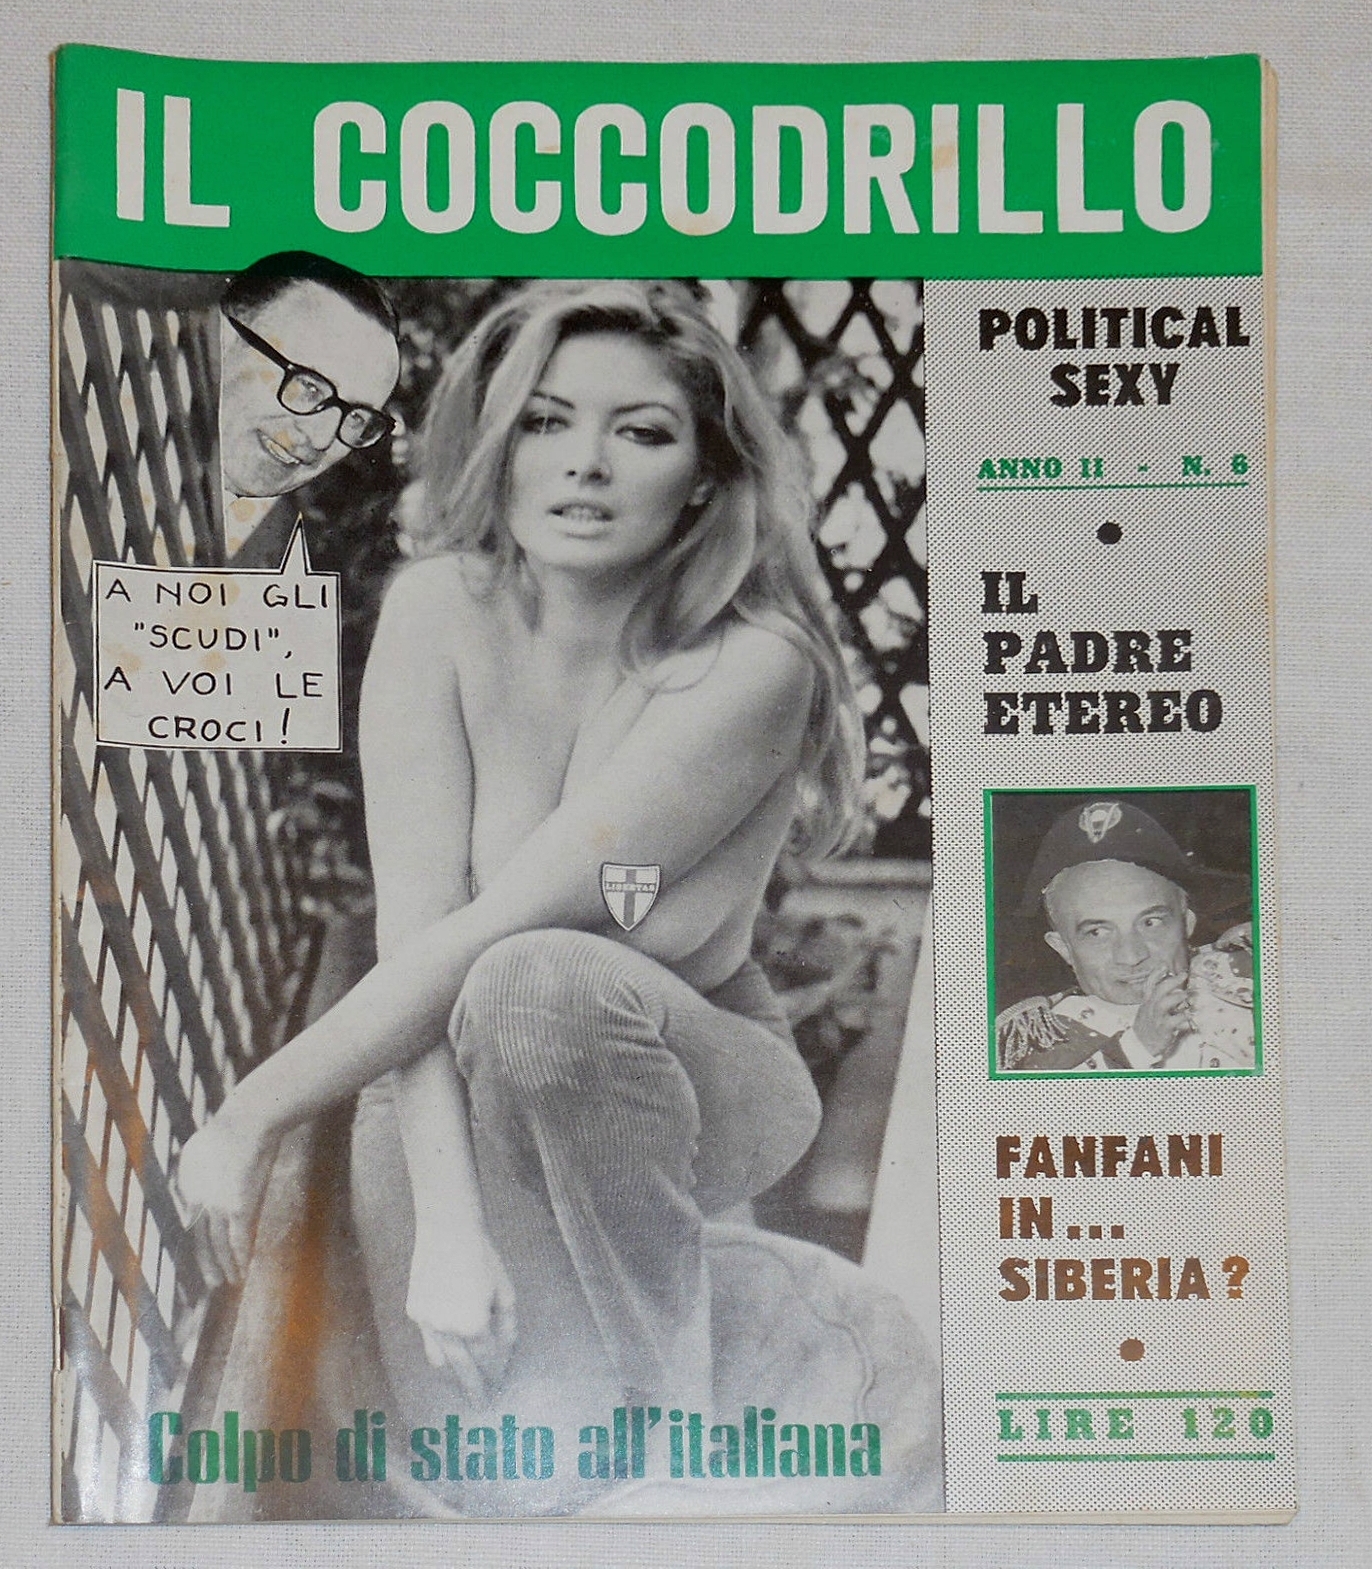 IL COCCODRILLO
POLITICAL
SEXY
ANNO II - N. 6
IL
PADRE
ETEREO
FANFANI
IN...
SIBERIA?
LIRE 120
A NOI GLI
"SCUDI",
A VOI LE
CROCI!
LIBERTAS
Colpo di stato all'italiana